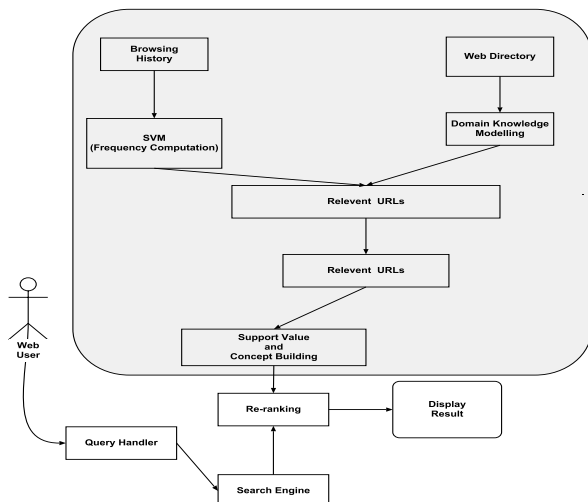 Browsing
History
Web Directory
SVM
(Frequency Computation)
Domain Knowledge
Modelling
Relevent URLs
Relevent URLs
Web
User
Support Value
and
Concept Building
Re-ranking
Display
Result
Query Handler
Search Engine